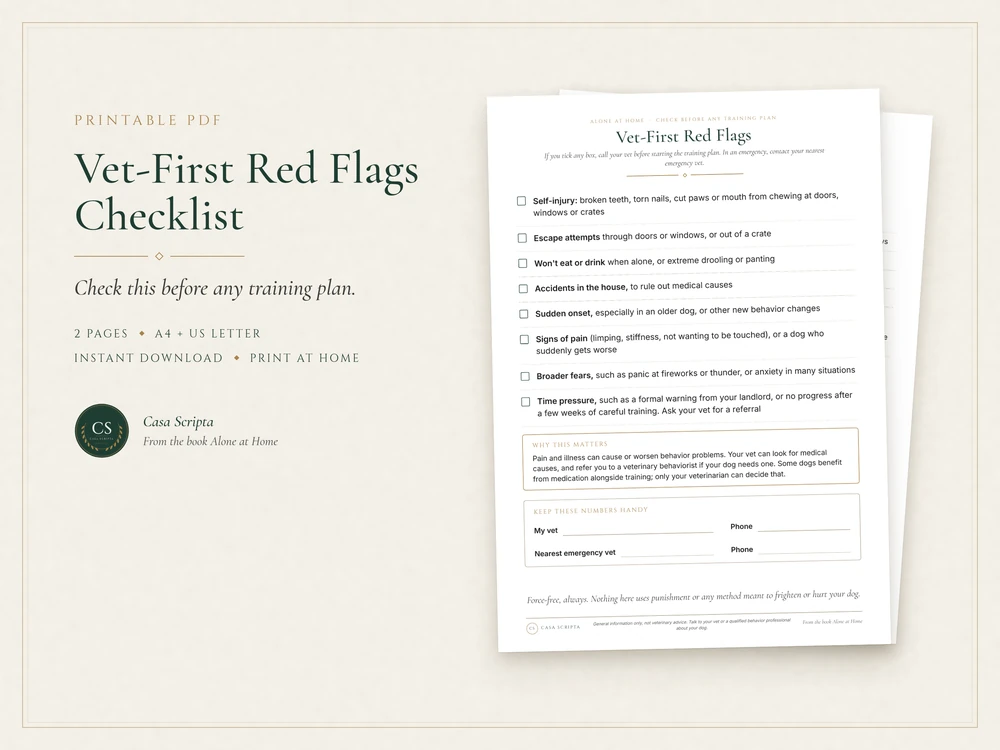 PRINTABLE PDF
Vet-First Red Flags
Checklist
Check this before any training plan.
2 PAGES ◆ A4 + US LETTER
INSTANT DOWNLOAD ◆ PRINT AT HOME
CS
CASA SCRIPTA
Casa Scripta
From the book Alone at Home
ALONE AT HOME · CHECK BEFORE ANY TRAINING PLAN
Vet-First Red Flags
If you tick any box, call your vet before starting the training plan. In an emergency, contact your nearest
emergency vet.
Self-injury: broken teeth, torn nails, cut paws or mouth from chewing at doors,
windows or crates
Escape attempts through doors or windows, or out of a crate
Won't eat or drink when alone, or extreme drooling or panting
Accidents in the house, to rule out medical causes
Sudden onset, especially in an older dog, or other new behavior changes
Signs of pain (limping, stiffness, not wanting to be touched), or a dog who
suddenly gets worse
Broader fears, such as panic at fireworks or thunder, or anxiety in many situations
Time pressure, such as a formal warning from your landlord, or no progress after
a few weeks of careful training. Ask your vet for a referral
WHY THIS MATTERS
Pain and illness can cause or worsen behavior problems. Your vet can look for medical
causes, and refer you to a veterinary behaviorist if your dog needs one. Some dogs benefit
from medication alongside training; only your veterinarian can decide that.
KEEP THESE NUMBERS HANDY
My vet Phone
Nearest emergency vet Phone
Force-free, always. Nothing here uses punishment or any method meant to frighten or hurt your dog.
CS CASA SCRIPTA
General information only, not veterinary advice. Talk to your vet or a qualified behavior professional
about your dog.
From the book Alone at Home